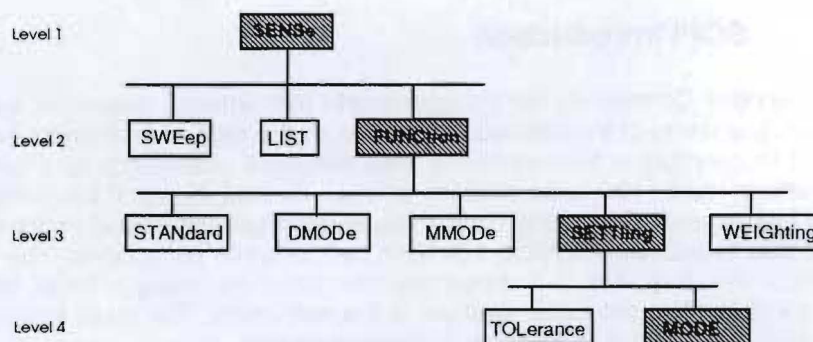 Level 1 SENSe
Level 2 SWEep LIST FUNCtion
Level 3 STANdard DMODe MMODe SETTling WEIGhting
Level 4 TOLerance MODE